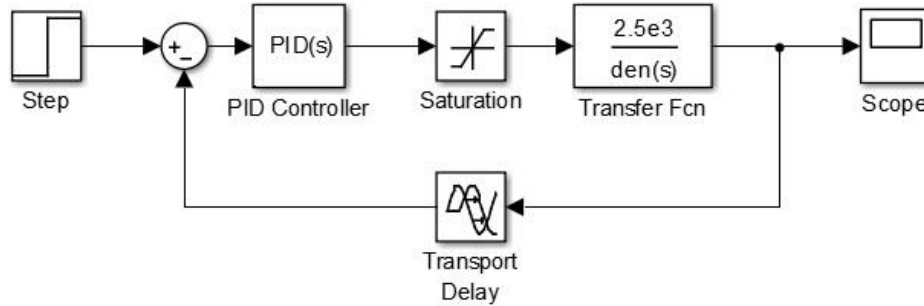 +
−
PID(s)
2.5e3
den(s)
Step
PID Controller
Saturation
Transfer Fcn
Scope
Transport
Delay